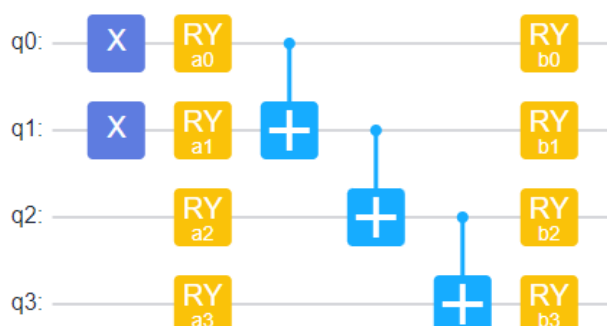 q0: X RY a0 RY b0
q1: X RY a1 RY b1
q2: RY a2 RY b2
q3: RY a3 RY b3